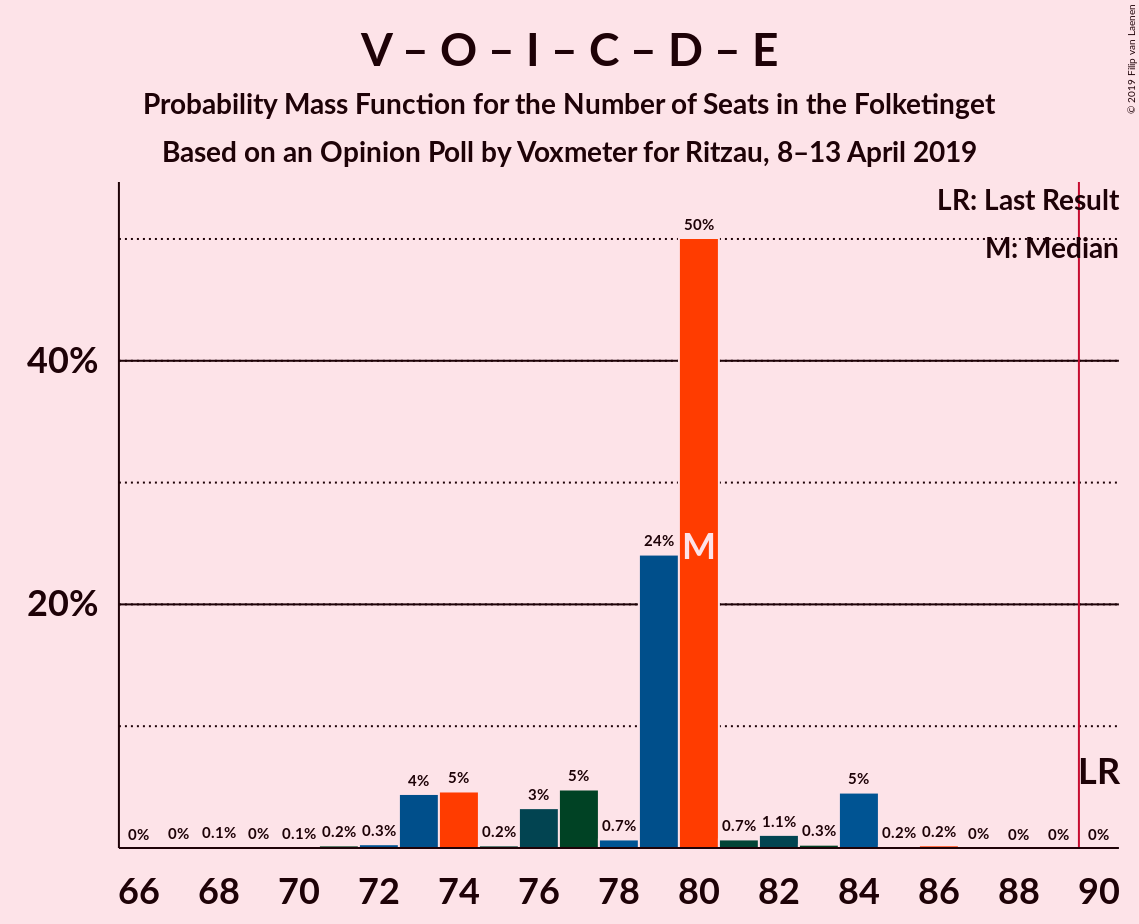 V – O – I – C – D – E
Probability Mass Function for the Number of Seats in the Folketinget
Based on an Opinion Poll by Voxmeter for Ritzau, 8–13 April 2019
© 2019 Filip van Laenen
LR: Last Result
M: Median
40%
20%
0% 0% 0.1% 0% 0.1% 0.2% 0.3% 4% 5% 0.2% 3% 5% 0.7% 24% 50% 0.7% 1.1% 0.3% 5% 0.2% 0.2% 0% 0% 0% 0%
M
LR
66 68 70 72 74 76 78 80 82 84 86 88 90